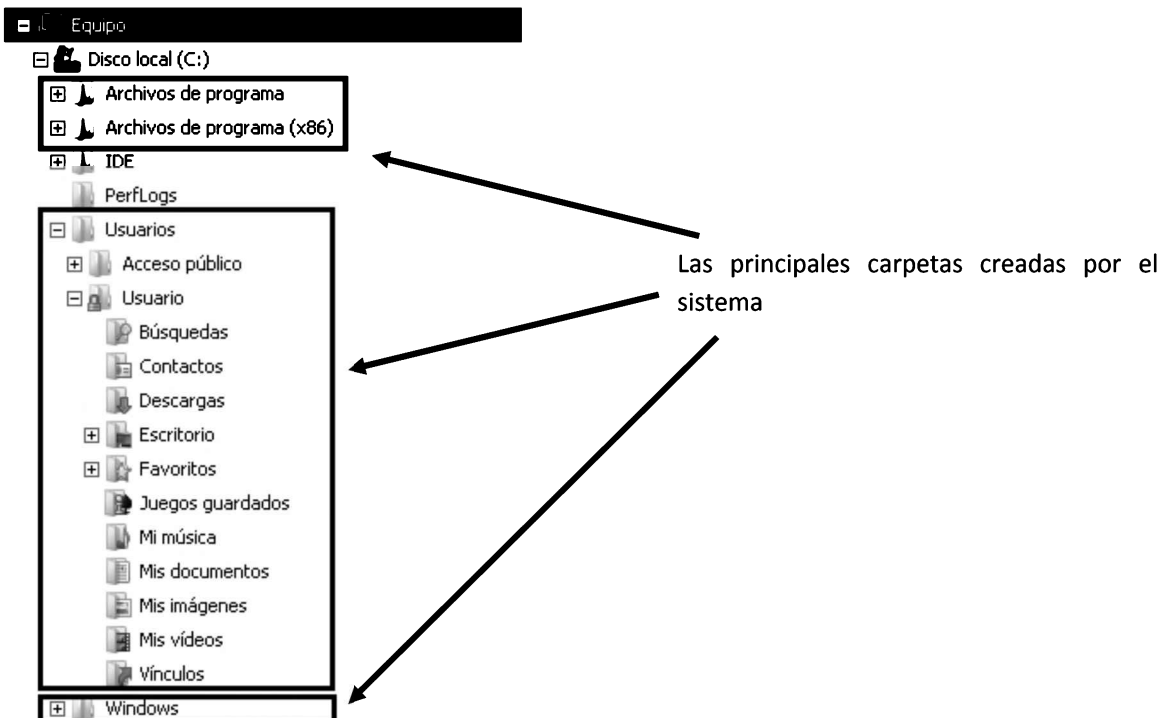 Equipo
Disco local (C:)
Archivos de programa
Archivos de programa (x86)
IDE
PerfLogs
Usuarios
Acceso público
Usuario
Búsquedas
Contactos
Descargas
Escritorio
Favoritos
Juegos guardados
Mi música
Mis documentos
Mis imágenes
Mis vídeos
Vínculos
Windows
Las principales carpetas creadas por el
sistema